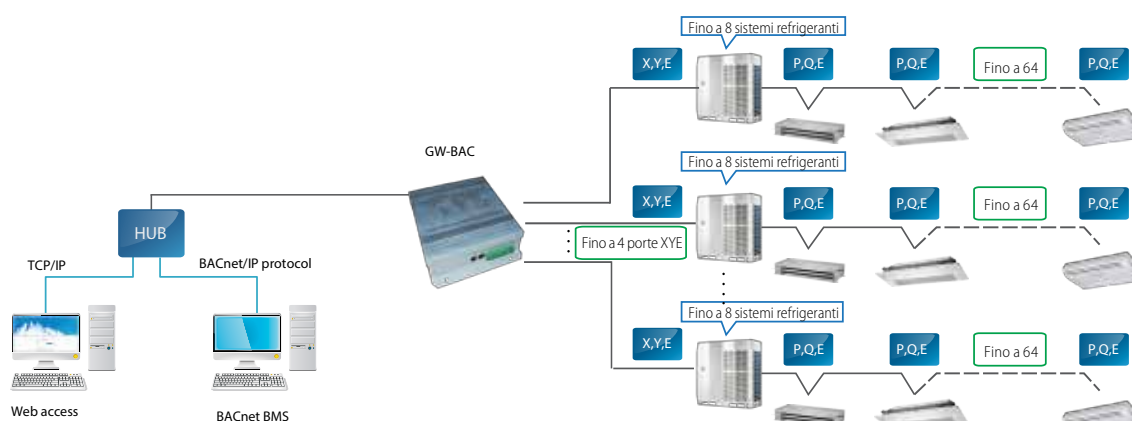 Fino a 8 sistemi refrigeranti
X,Y,E
P,Q,E
P,Q,E
Fino a 64
P,Q,E
GW-BAC
Fino a 8 sistemi refrigeranti
X,Y,E
P,Q,E
P,Q,E
Fino a 64
P,Q,E
HUB
Fino a 4 porte XYE
TCP/IP
BACnet/IP protocol
Fino a 8 sistemi refrigeranti
X,Y,E
P,Q,E
P,Q,E
Fino a 64
P,Q,E
Web access
BACnet BMS